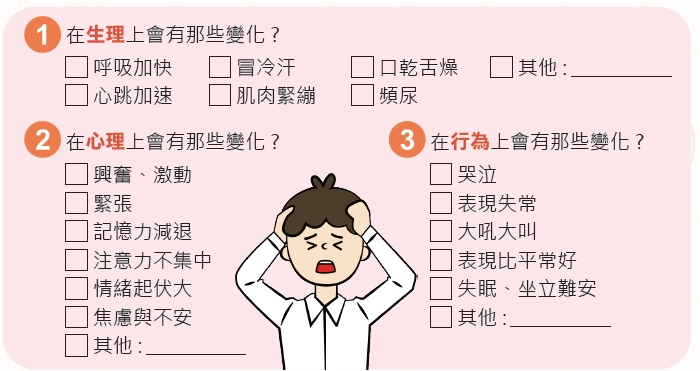 1 在生理上會有那些變化？
□ 呼吸加快 □ 冒冷汗 □ 口乾舌燥 □ 其他：__________
□ 心跳加速 □ 肌肉緊繃 □ 頻尿
2 在心理上會有那些變化？
□ 興奮、激動
□ 緊張
□ 記憶力減退
□ 注意力不集中
□ 情緒起伏大
□ 焦慮與不安
□ 其他：__________
3 在行為上會有那些變化？
□ 哭泣
□ 表現失常
□ 大吼大叫
□ 表現比平常好
□ 失眠、坐立難安
□ 其他：__________